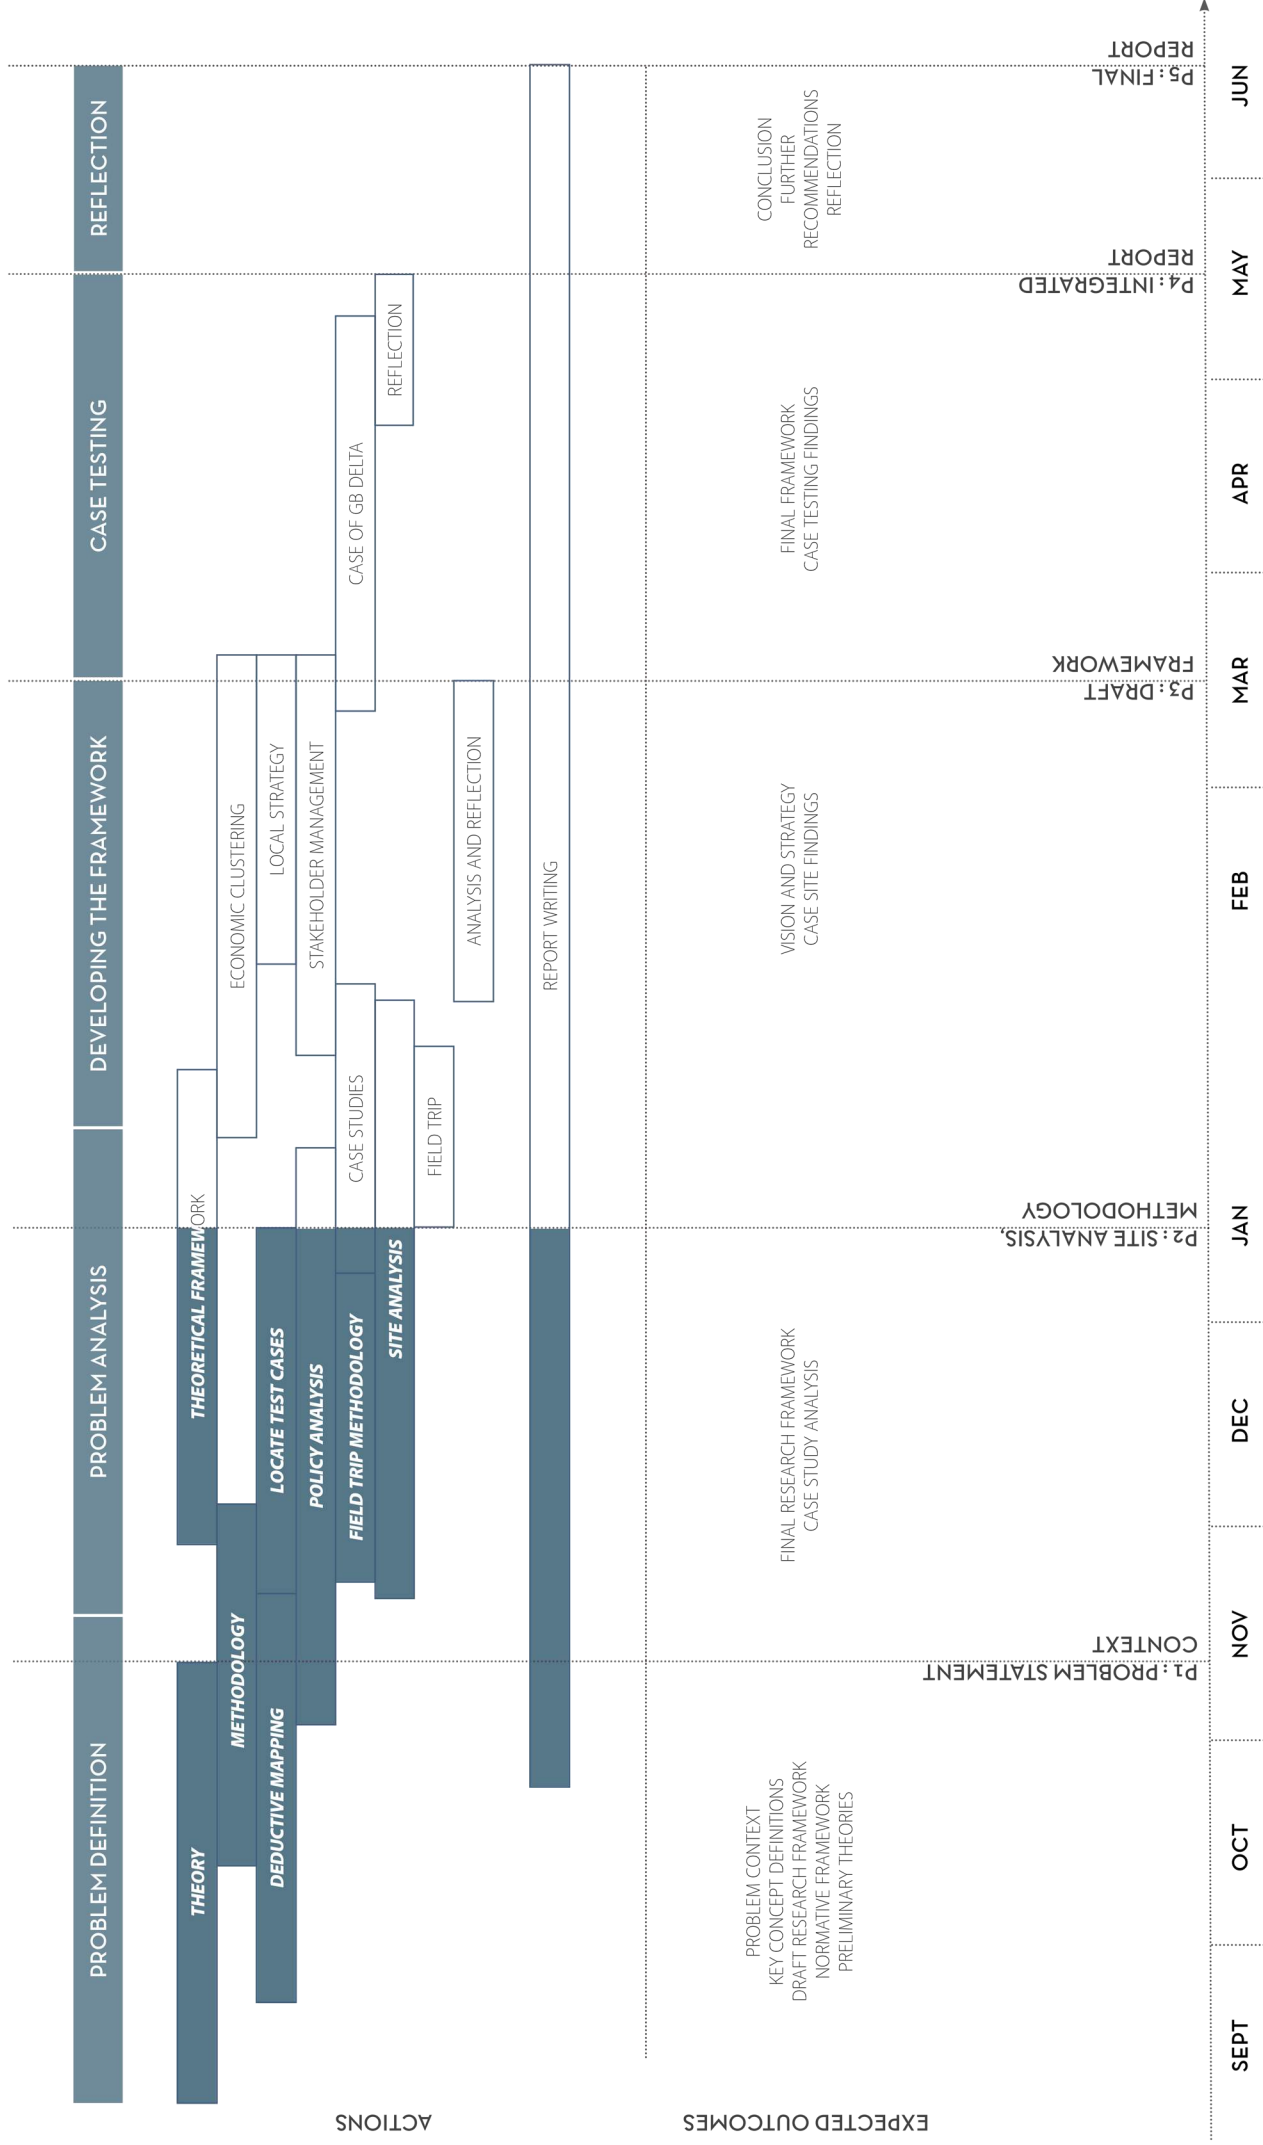 PROBLEM DEFINITION
PROBLEM ANALYSIS
DEVELOPING THE FRAMEWORK
CASE TESTING
REFLECTION
ACTIONS
THEORY
THEORETICAL FRAMEWORK
METHODOLOGY
ECONOMIC CLUSTERING
DEDUCTIVE MAPPING
LOCATE TEST CASES
LOCAL STRATEGY
POLICY ANALYSIS
STAKEHOLDER MANAGEMENT
FIELD TRIP METHODOLOGY
CASE STUDIES
CASE OF GB DELTA
SITE ANALYSIS
REFLECTION
FIELD TRIP
ANALYSIS AND REFLECTION
REPORT WRITING
EXPECTED OUTCOMES
PROBLEM CONTEXT
KEY CONCEPT DEFINITIONS
DRAFT RESEARCH FRAMEWORK
NORMATIVE FRAMEWORK
PRELIMINARY THEORIES
FINAL RESEARCH FRAMEWORK
CASE STUDY ANALYSIS
VISION AND STRATEGY
CASE SITE FINDINGS
FINAL FRAMEWORK
CASE TESTING FINDINGS
CONCLUSION
FURTHER
RECOMMENDATIONS
REFLECTION
P1: PROBLEM STATEMENT
CONTEXT
P2: SITE ANALYSIS,
METHODOLOGY
P3: DRAFT
FRAMEWORK
P4: INTEGRATED
REPORT
P5: FINAL
REPORT
SEPT
OCT
NOV
DEC
JAN
FEB
MAR
APR
MAY
JUN